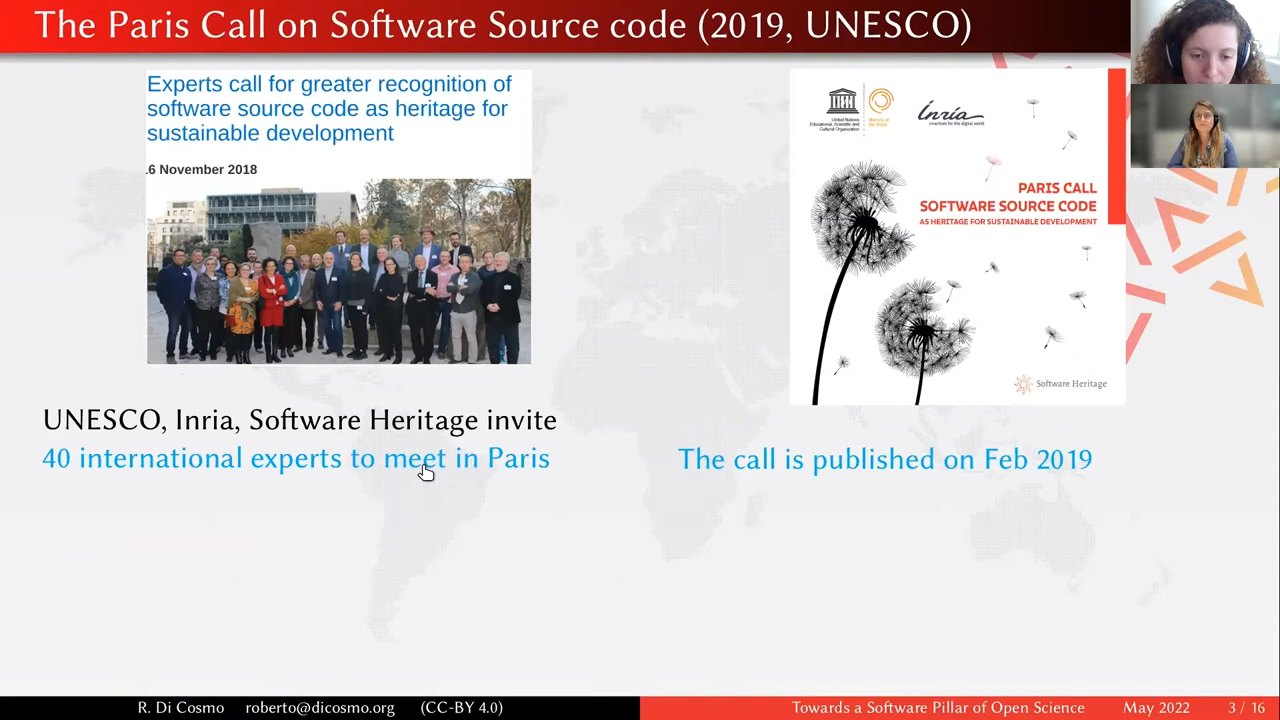 The Paris Call on Software Source code (2019, UNESCO)
Experts call for greater recognition of
software source code as heritage for
sustainable development
.6 November 2018
UNESCO, Inria, Software Heritage invite
40 international experts to meet in Paris
United Nations
Educational, Scientific and
Cultural Organization
Memory of
the World
Inria
inventors for the digital world
PARIS CALL
SOFTWARE SOURCE CODE
AS HERITAGE FOR SUSTAINABLE DEVELOPMENT
Software Heritage
The call is published on Feb 2019
R. Di Cosmo roberto@dicosmo.org (CC-BY 4.0)
Towards a Software Pillar of Open Science May 2022 3 / 16